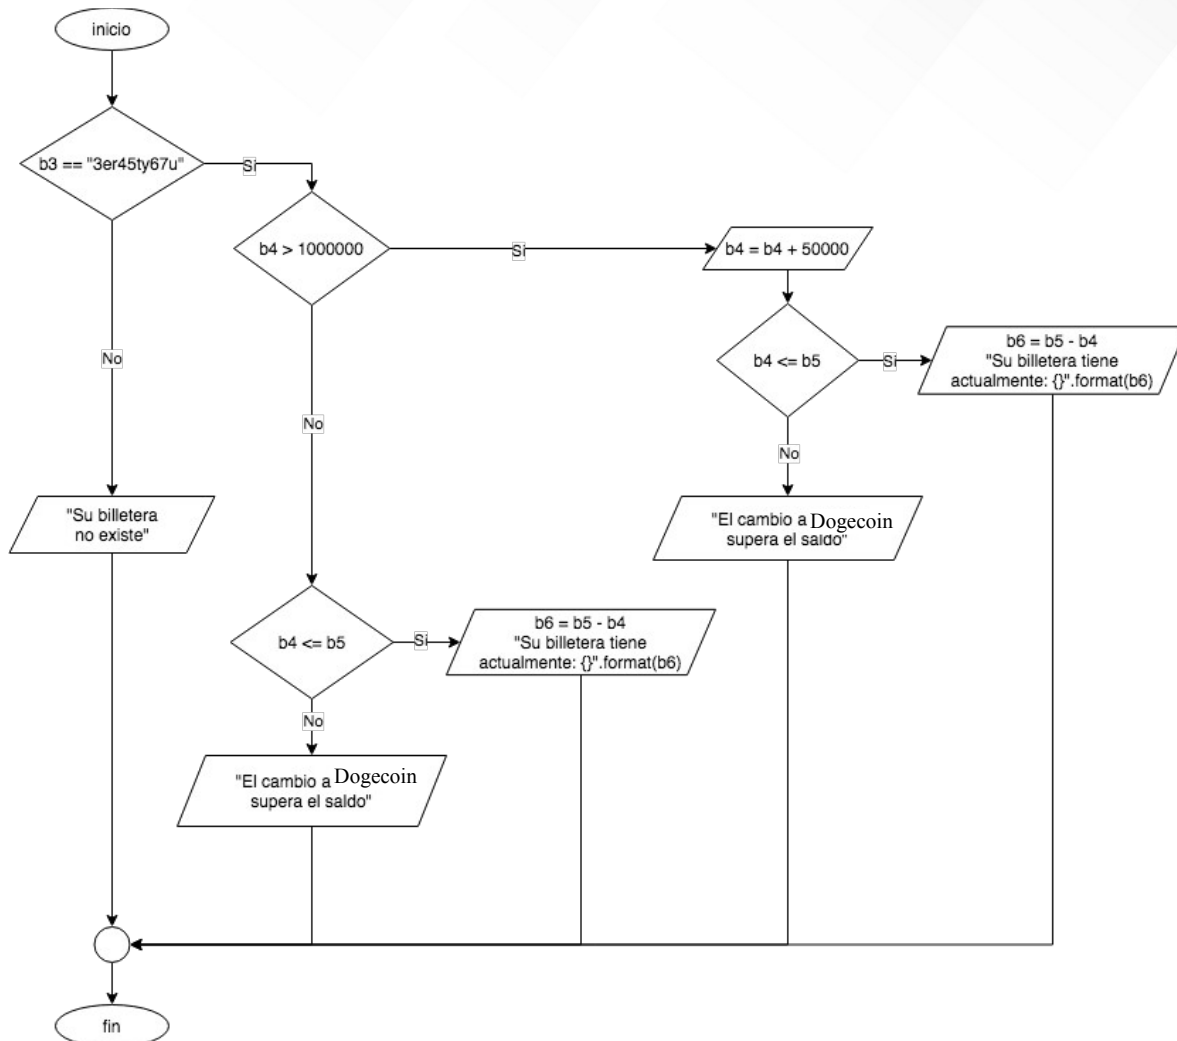 inicio
b3 == "3er45ty67u"
Si
b4 > 1000000
Si
b4 = b4 + 50000
b4 <= b5
Si
b6 = b5 - b4
"Su billetera tiene
actualmente: {}".format(b6)
No
No
No
"Su billetera
no existe"
"El cambio a Dogecoin
supera el saldo"
b4 <= b5
Si
b6 = b5 - b4
"Su billetera tiene
actualmente: {}".format(b6)
No
"El cambio a Dogecoin
supera el saldo"
fin